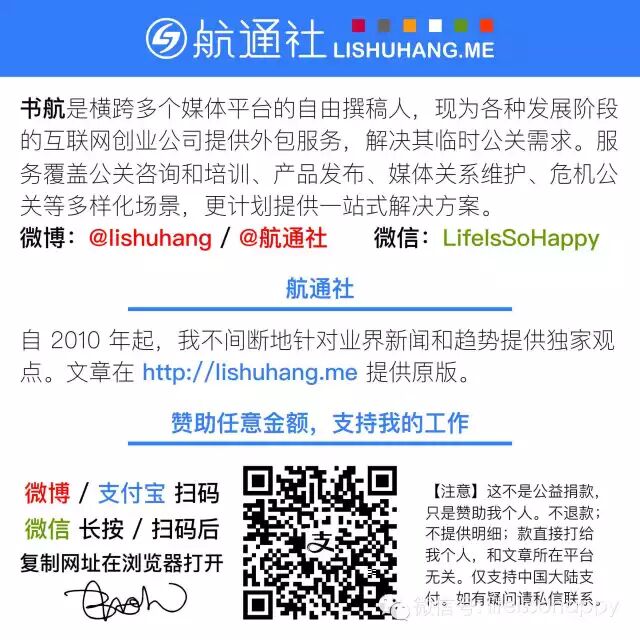 航通社 LISHUHANG.ME
书航是横跨多个媒体平台的自由撰稿人，现为各种发展阶段
的互联网创业公司提供外包服务，解决其临时公关需求。服
务覆盖公关咨询和培训、产品发布、媒体关系维护、危机公
关等多样化场景，更计划提供一站式解决方案。
微博：@lishuhang / @航通社 微信：LifeIsSoHappy
航通社
自 2010 年起，我不间断地针对业界新闻和趋势提供独家观
点。文章在 http://lishuhang.me 提供原版。
赞助任意金额，支持我的工作
微博 / 支付宝 扫码
微信 长按 / 扫码后
复制网址在浏览器打开
支
【注意】这不是公益捐款，
只是赞助我个人。不退款；
不提供明细；款直接打给
我个人，和文章所在平台
无关。仅支持中国大陆支
付。如有疑问请私信联系。
微信号: lifeissohappy